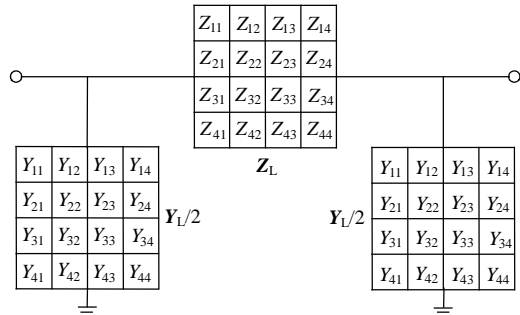 Z11 Z12 Z13 Z14
Z21 Z22 Z23 Z24
Z31 Z32 Z33 Z34
Z41 Z42 Z43 Z44
ZL
Y11 Y12 Y13 Y14
Y21 Y22 Y23 Y24
Y31 Y32 Y33 Y34
Y41 Y42 Y43 Y44
YL/2
YL/2
Y11 Y12 Y13 Y14
Y21 Y22 Y23 Y24
Y31 Y32 Y33 Y34
Y41 Y42 Y43 Y44